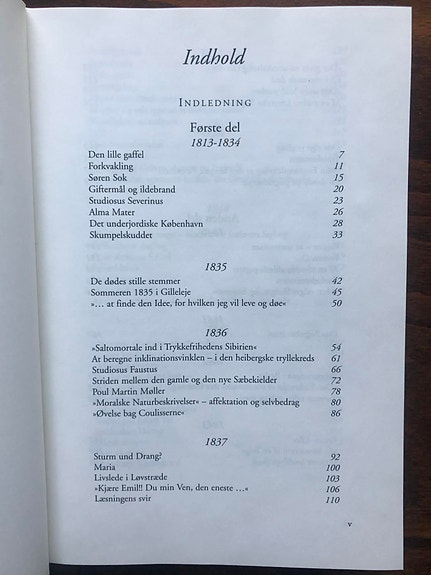 Indhold
INDLEDNING
Første del
1813-1834
Den lille gaffel 7
Forkvakling 11
Søren Sok 15
Giftermål og ildebrand 20
Studiosus Severinus 23
Alma Mater 26
Det underjordiske København 28
Skumpelskuddet 33
1835
De dødes stille stemmer 42
Sommeren 1835 i Gilleleje 45
»... at finde den Idee, for hvilken jeg vil leve og døe« 50
1836
»Saltomortale ind i Trykkefrihedens Sibirien« 54
At beregne inklinationsvinklen – i den heibergske tryllekreds 61
Studiosus Faustus 66
Striden mellem den gamle og den nye Sæbekielder 72
Poul Martin Møller 78
»Moralske Naturbeskrivelser« – affektation og selvbedrag 80
»Øvelse bag Coulisserne« 86
1837
Sturm und Drang? 92
Maria 100
Livslede i Løvstræde 103
»Kjære Emil!! Du min Ven, den eneste ...« 106
Læsningens svir 110
v